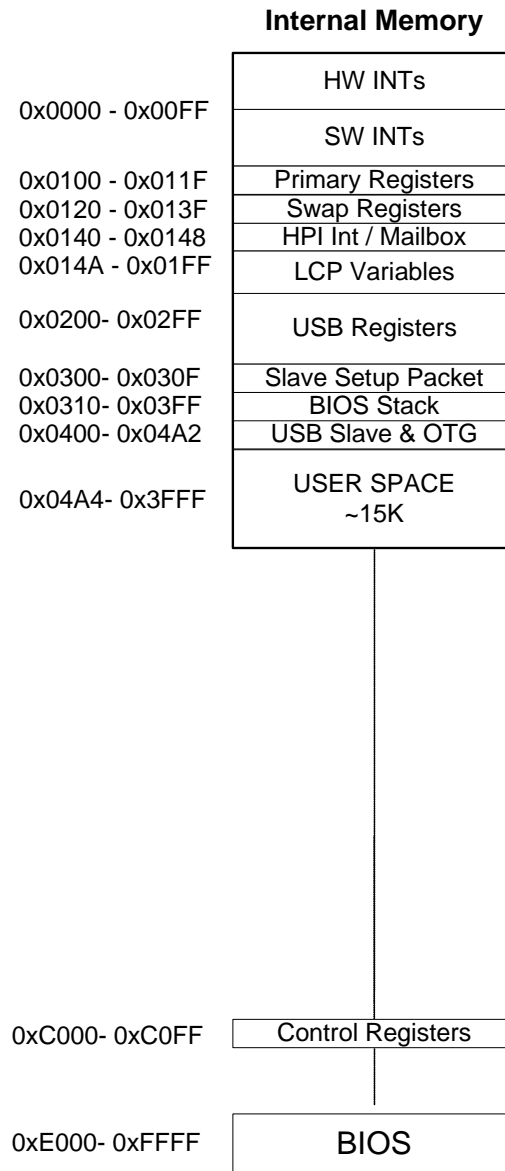 Internal Memory
HW INTs
0x0000 - 0x00FF
SW INTs
0x0100 - 0x011F Primary Registers
0x0120 - 0x013F Swap Registers
0x0140 - 0x0148 HPI Int / Mailbox
0x014A - 0x01FF LCP Variables
0x0200- 0x02FF USB Registers
0x0300- 0x030F Slave Setup Packet
0x0310- 0x03FF BIOS Stack
0x0400- 0x04A2 USB Slave & OTG
USER SPACE
0x04A4- 0x3FFF
~15K
0xC000- 0xC0FF Control Registers
0xE000- 0xFFFF BIOS